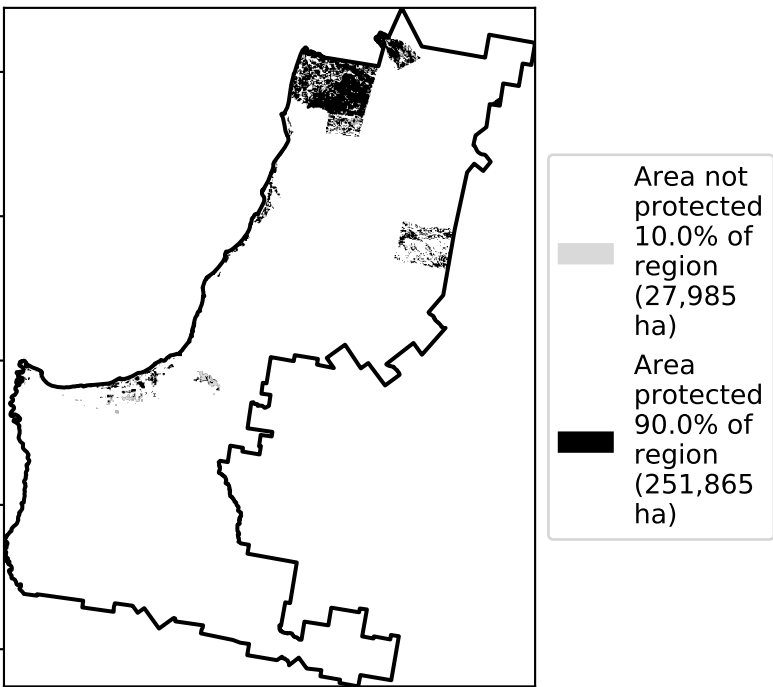 Area not
protected
10.0% of
region
(27,985
ha)
Area
protected
90.0% of
region
(251,865
ha)